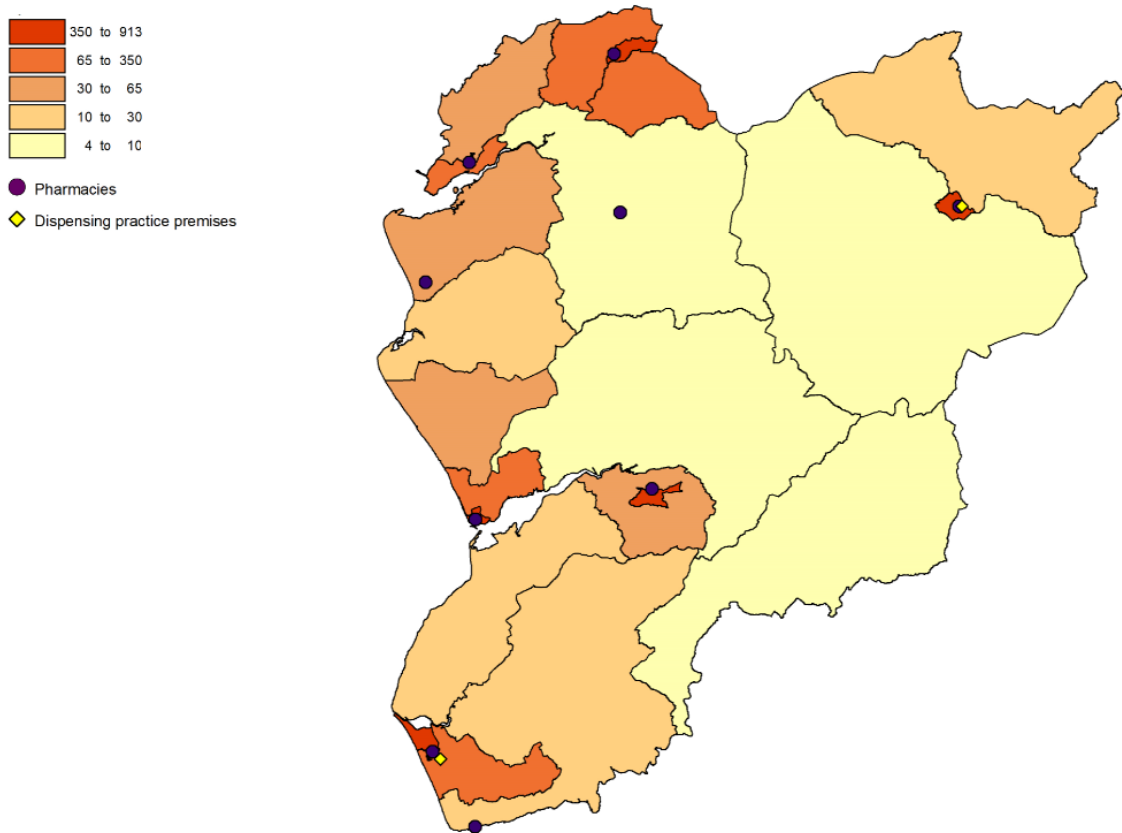 350 to 913
65 to 350
30 to 65
10 to 30
4 to 10
Pharmacies
Dispensing practice premises